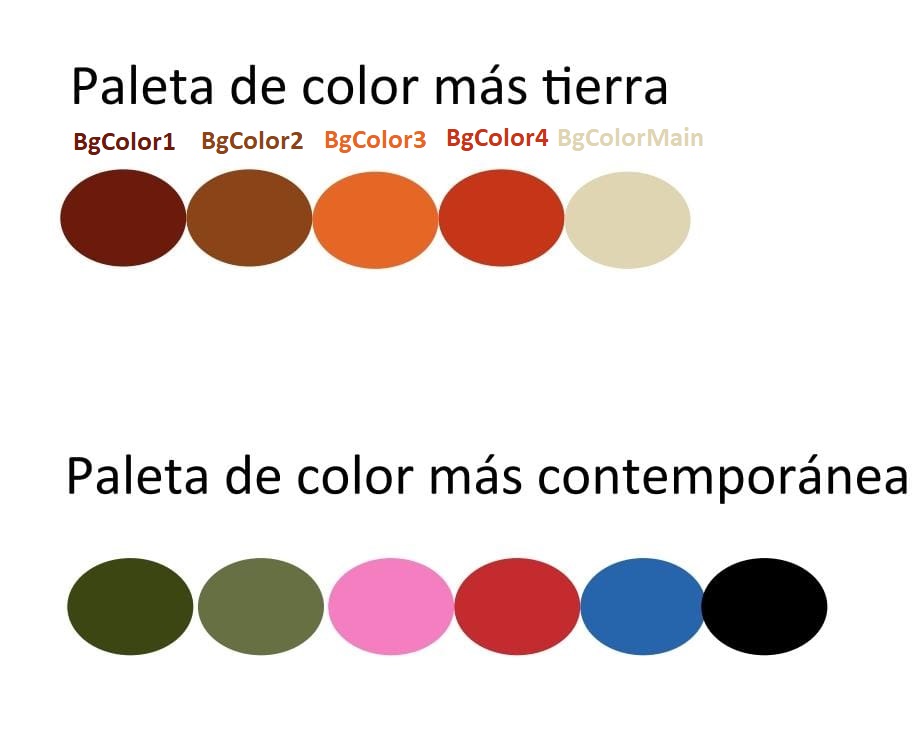 Paleta de color más tierra
BgColor1 BgColor2 BgColor3 BgColor4 BgColorMain
Paleta de color más contemporánea